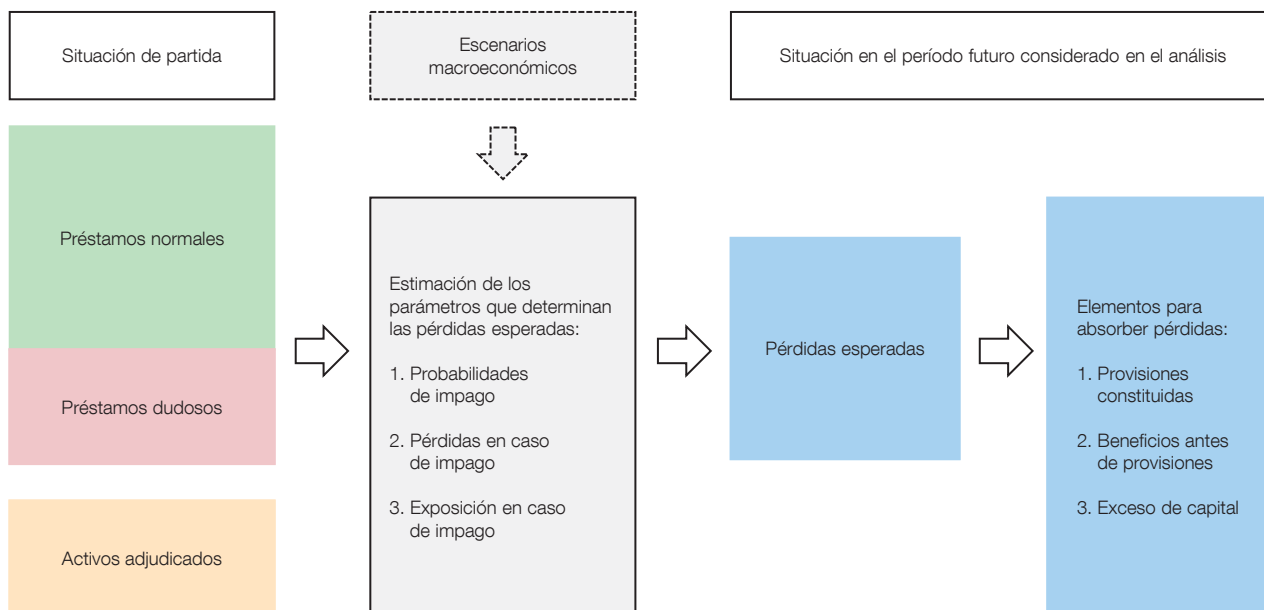 Situación de partida
Escenarios
macroeconómicos
Situación en el período futuro considerado en el análisis
Préstamos normales
Préstamos dudosos
Activos adjudicados
Estimación de los
parámetros que determinan
las pérdidas esperadas:
1. Probabilidades
de impago
2. Pérdidas en caso
de impago
3. Exposición en caso
de impago
Pérdidas esperadas
Elementos para
absorber pérdidas:
1. Provisiones
constituidas
2. Beneficios antes
de provisiones
3. Exceso de capital